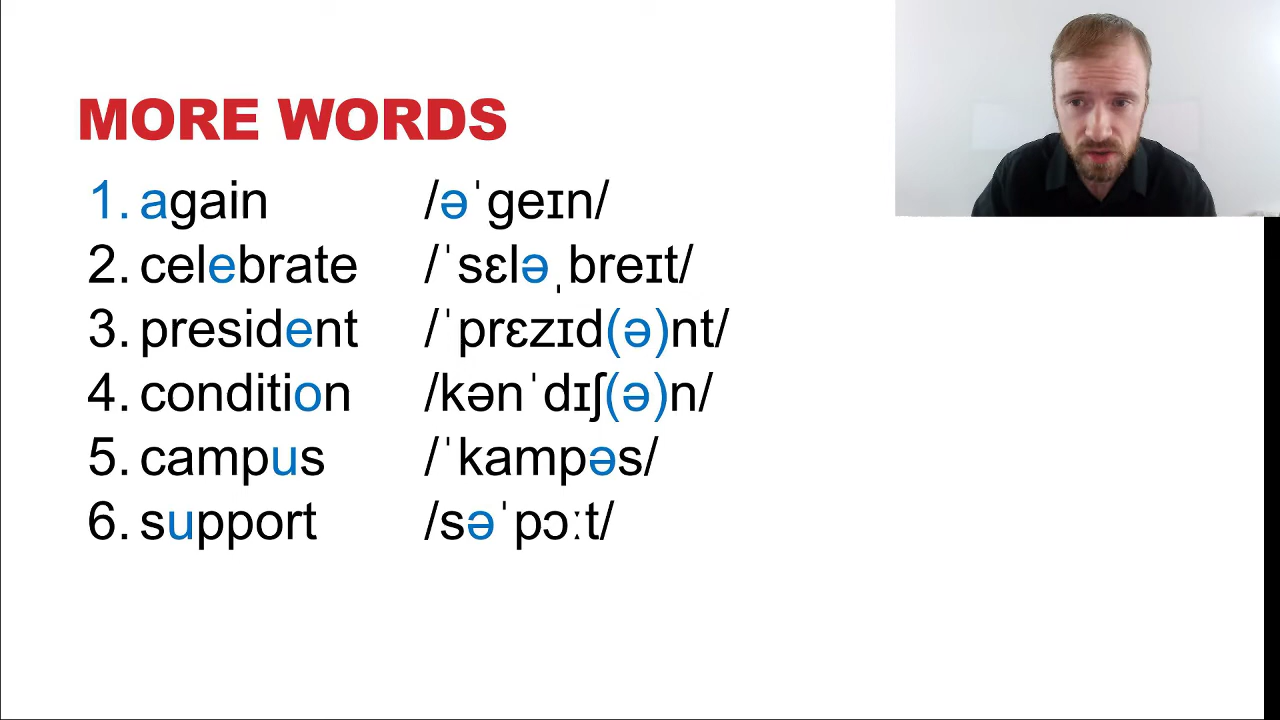 MORE WORDS
1. again /əˈgeɪn/
2. celebrate /ˈsɛləˌbreɪt/
3. president /ˈprɛzɪd(ə)nt/
4. condition /kənˈdɪʃ(ə)n/
5. campus /ˈkampəs/
6. support /səˈpɔːt/